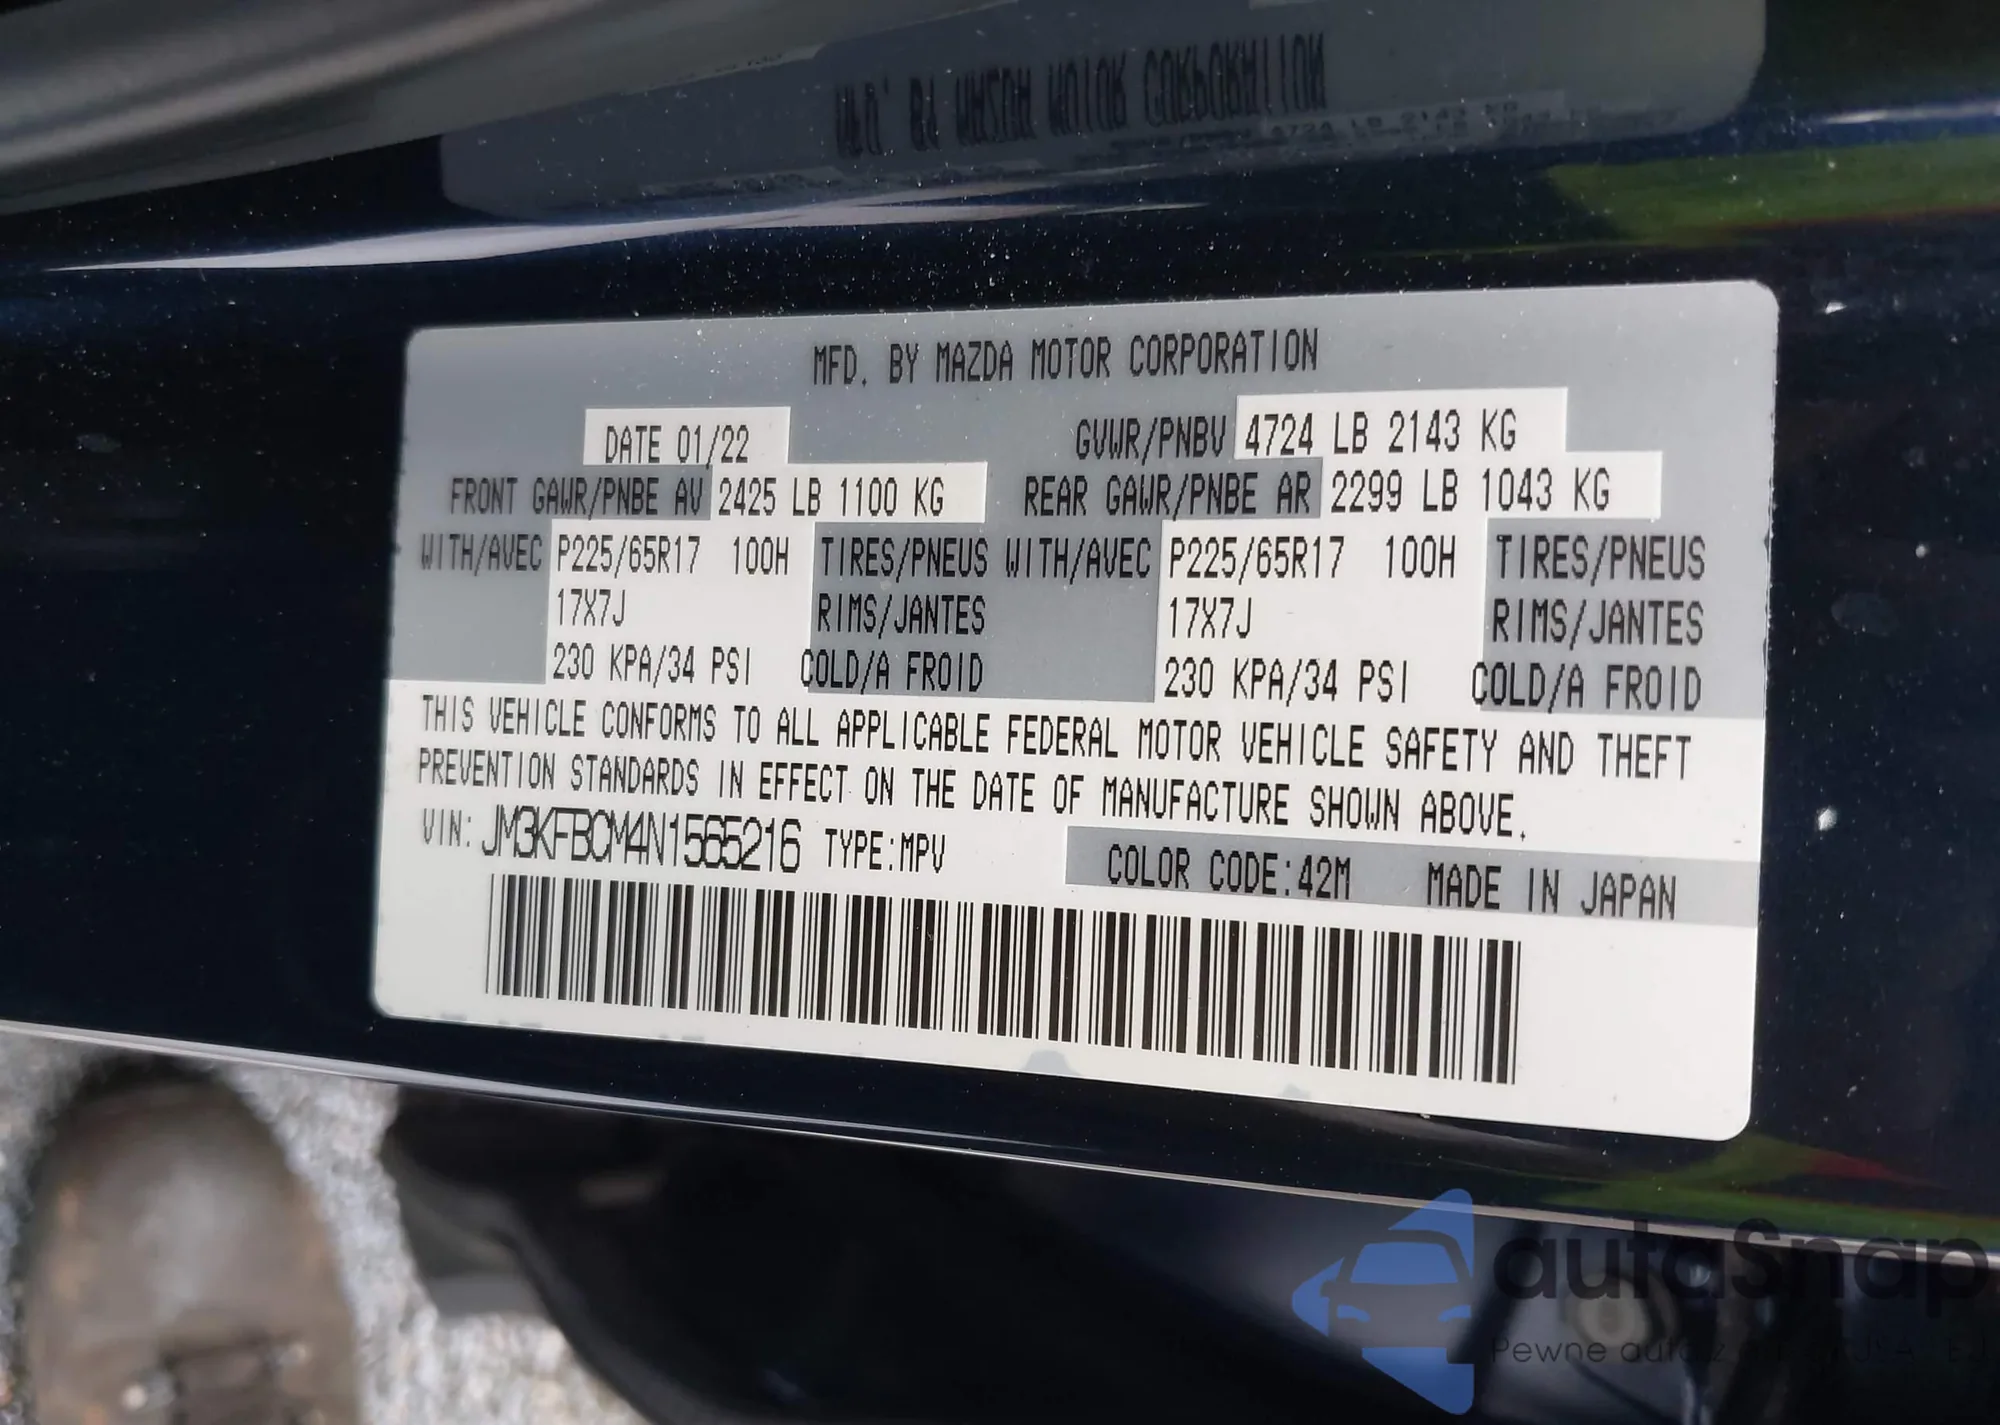 MFD. BY MAZDA MOTOR CORPORATION
DATE 01/22 GVWR/PNBV 4724 LB 2143 KG
FRONT GAWR/PNBE AV 2425 LB 1100 KG REAR GAWR/PNBE AR 2299 LB 1043 KG
WITH/AVEC P225/65R17 100H TIRES/PNEUS WITH/AVEC P225/65R17 100H TIRES/PNEUS
17X7J RIMS/JANTES 17X7J RIMS/JANTES
230 KPA/34 PSI COLD/A FROID 230 KPA/34 PSI COLD/A FROID
THIS VEHICLE CONFORMS TO ALL APPLICABLE FEDERAL MOTOR VEHICLE SAFETY AND THEFT
PREVENTION STANDARDS IN EFFECT ON THE DATE OF MANUFACTURE SHOWN ABOVE.
VIN: JM3KFBCM4N1565216 TYPE:MPV COLOR CODE:42M MADE IN JAPAN
autaSnap
Pewne auta z